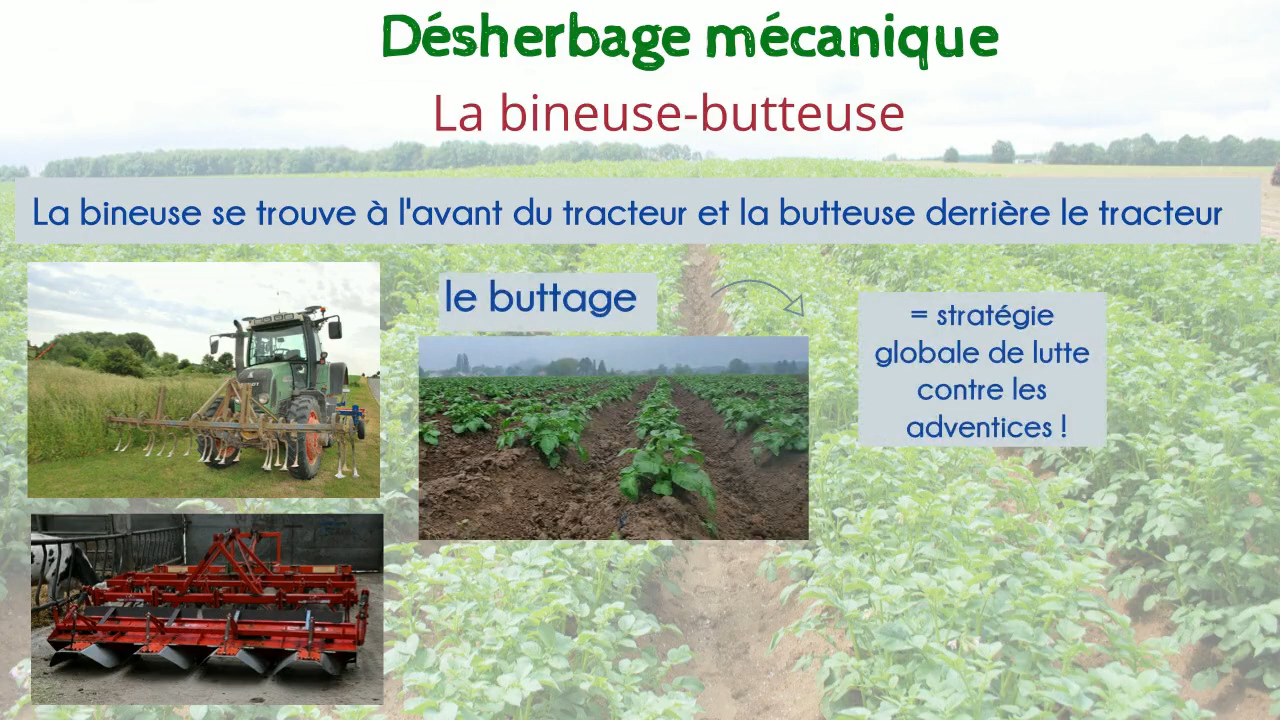 Désherbage mécanique
La bineuse-butteuse
La bineuse se trouve à l'avant du tracteur et la butteuse derrière le tracteur
le buttage
= stratégie
globale de lutte
contre les
adventices !